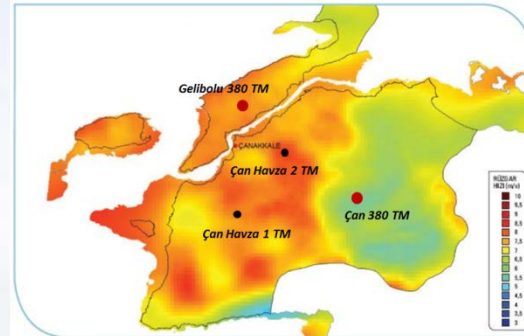 Gelibolu 380 TM
ÇANAKKALE
Çan Havza 2 TM
Çan 380 TM
Çan Havza 1 TM
RÜZGAR
HIZI (m/s)
10
9,5
9
8,5
8
7,5
7
6,5
6
5,5
5
4,5
4
3,5
3